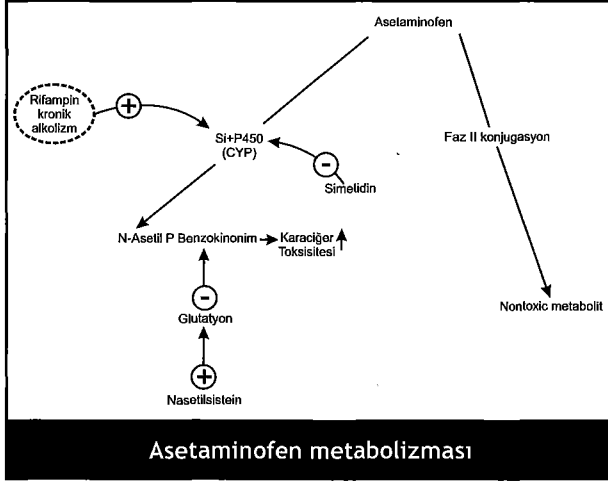 Asetaminofen
Rifampin
kronik
alkolizm
+
Si+P450
(CYP)
Faz II konjugasyon
−
Simelidin
N-Asetil P Benzokinonim
Karaciğer
Toksisitesi
−
Glutatyon
Nontoxic metabolit
+
Nasetilsistein
Asetaminofen metabolizması